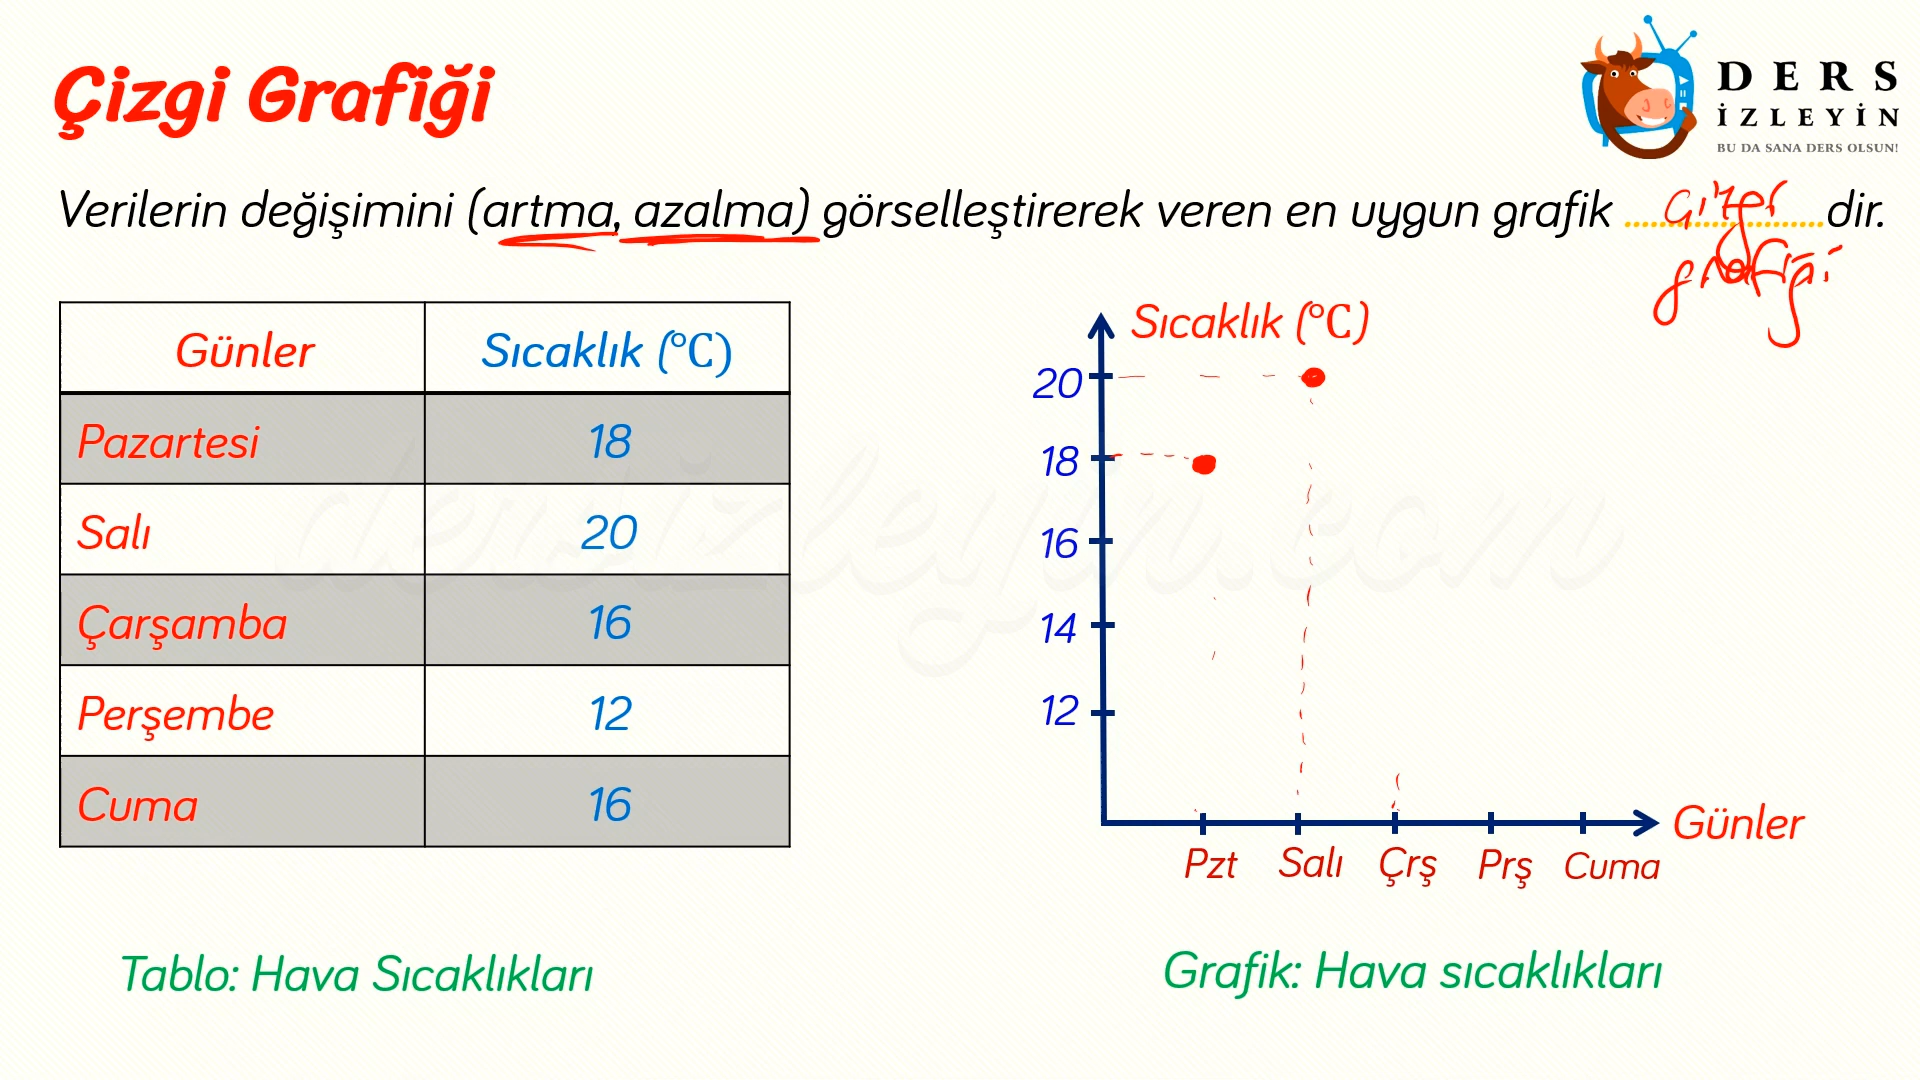 Çizgi Grafiği
DERS
İZLEYİN
BU DA SANA DERS OLSUN!
Verilerin değişimini (artma, azalma) görselleştirerek veren en uygun grafik .................... dir.
grafiği
Günler Sıcaklık (°C)
Pazartesi 18
Salı 20
Çarşamba 16
Perşembe 12
Cuma 16
Tablo: Hava Sıcaklıkları
Sıcaklık (°C)
20
18
16
14
12
Günler
Pzt Salı Çrş Prş Cuma
Grafik: Hava sıcaklıkları
dersizleyin.com